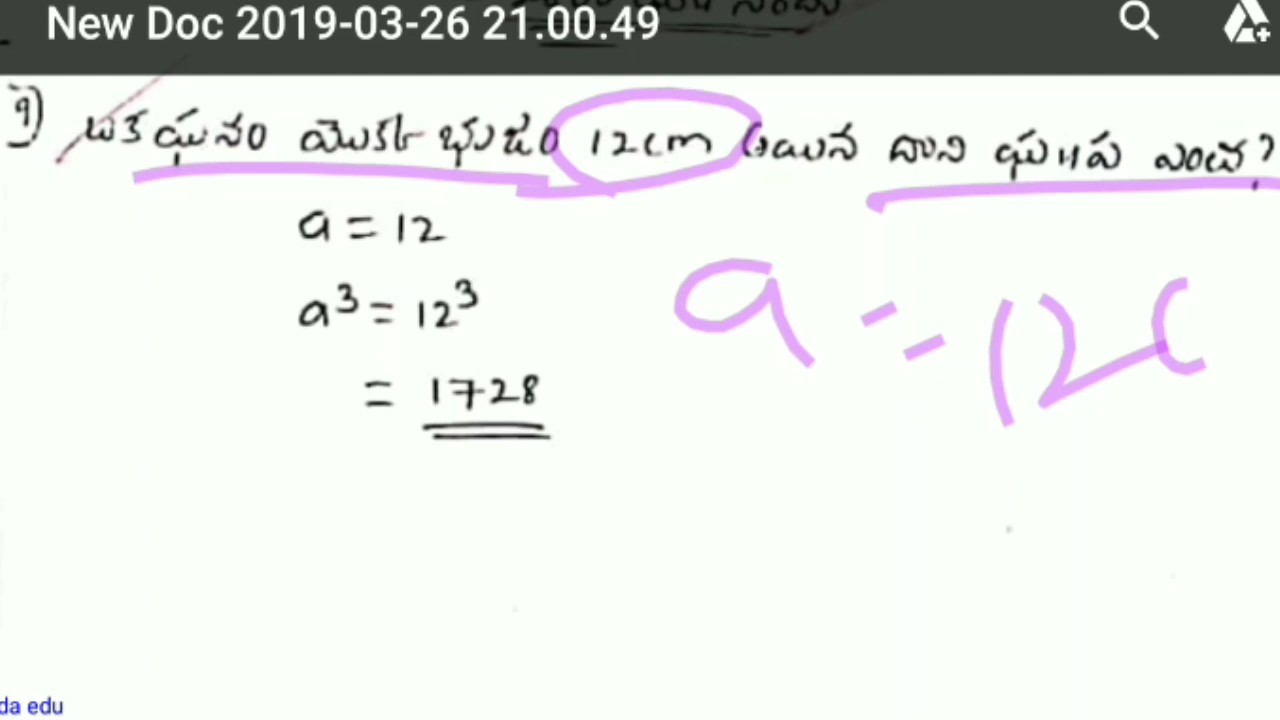 New Doc 2019-03-26 21.00.49
9) ఒక ఘనం యొక్క భుజం 12cm అయిన దాని ఘ॥ప ఎంత?
a = 12
a³ = 12³
= 1728
a = 12c
da edu